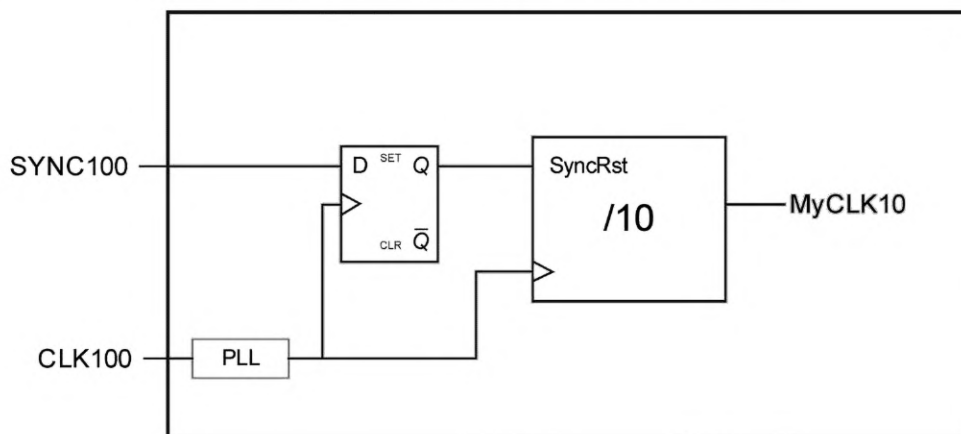 SYNC100
D SET Q
SyncRst
/10
MyCLK10
CLR Q̅
CLK100
PLL